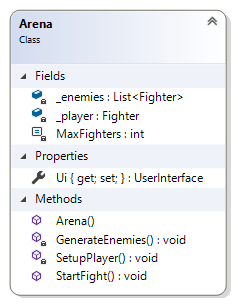 Arena
Class
Fields
_enemies : List<Fighter>
_player : Fighter
MaxFighters : int
Properties
Ui { get; set; } : UserInterface
Methods
Arena()
GenerateEnemies() : void
SetupPlayer() : void
StartFight() : void